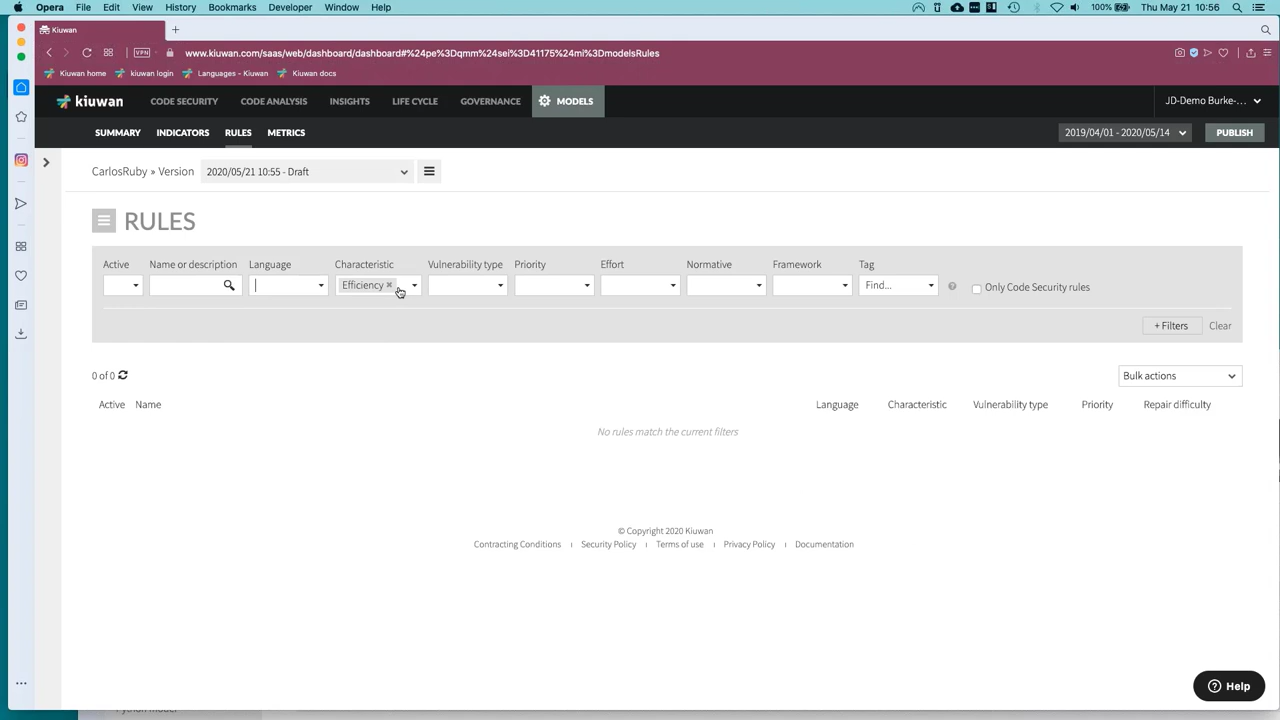 Opera File Edit View History Bookmarks Developer Window Help 100% Thu May 21 10:56
Kiuwan
VPN www.kiuwan.com/saas/web/dashboard/dashboard#%24pe%3Dqmm%24sei%3D41175%24mi%3DmodelsRules
Kiuwan home kiuwan login Languages - Kiuwan Kiuwan docs
kiuwan CODE SECURITY CODE ANALYSIS INSIGHTS LIFE CYCLE GOVERNANCE MODELS JD-Demo Burke-...
SUMMARY INDICATORS RULES METRICS 2019/04/01 - 2020/05/14 PUBLISH
CarlosRuby » Version 2020/05/21 10:55 - Draft
RULES
Active Name or description Language Characteristic Vulnerability type Priority Effort Normative Framework Tag
Efficiency × Find... Only Code Security rules
+ Filters Clear
0 of 0 Bulk actions
Active Name Language Characteristic Vulnerability type Priority Repair difficulty
No rules match the current filters
© Copyright 2020 Kiuwan
Contracting Conditions | Security Policy | Terms of use | Privacy Policy | Documentation
Help